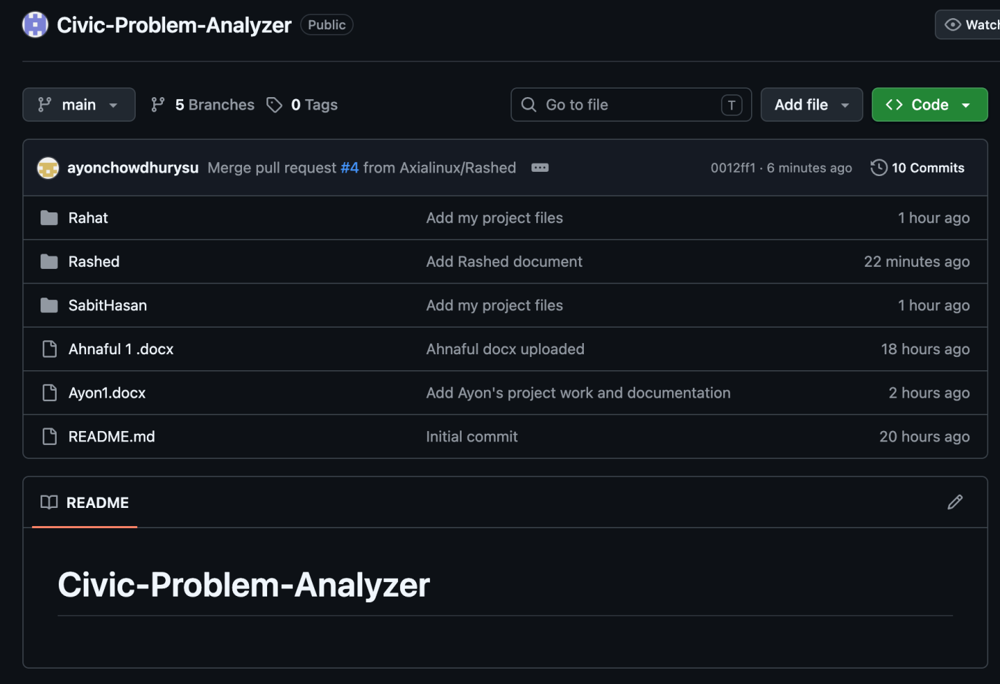 Civic-Problem-Analyzer Public Watch
main 5 Branches 0 Tags Go to file T Add file Code
ayonchowdhurysu Merge pull request #4 from Axialinux/Rashed 0012ff1 · 6 minutes ago 10 Commits
Rahat Add my project files 1 hour ago
Rashed Add Rashed document 22 minutes ago
SabitHasan Add my project files 1 hour ago
Ahnaful 1 .docx Ahnaful docx uploaded 18 hours ago
Ayon1.docx Add Ayon's project work and documentation 2 hours ago
README.md Initial commit 20 hours ago
README
Civic-Problem-Analyzer